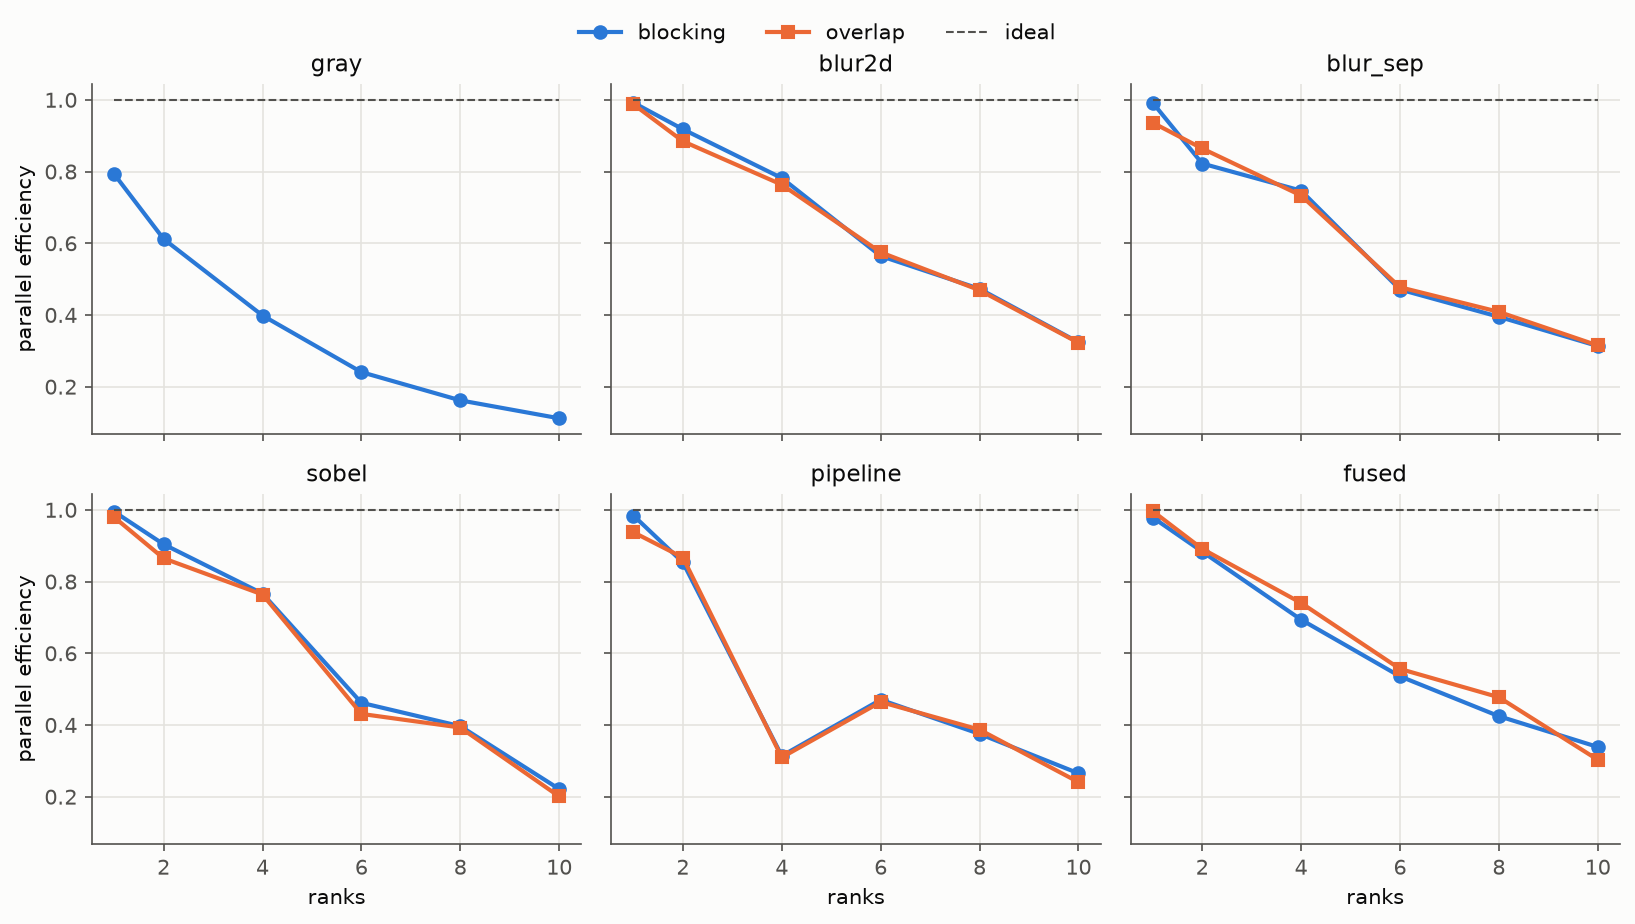 blocking overlap ideal
gray blur2d blur_sep
parallel efficiency
1.0
0.8
0.6
0.4
0.2
sobel pipeline fused
parallel efficiency
1.0
0.8
0.6
0.4
0.2
2 4 6 8 10 2 4 6 8 10 2 4 6 8 10
ranks ranks ranks